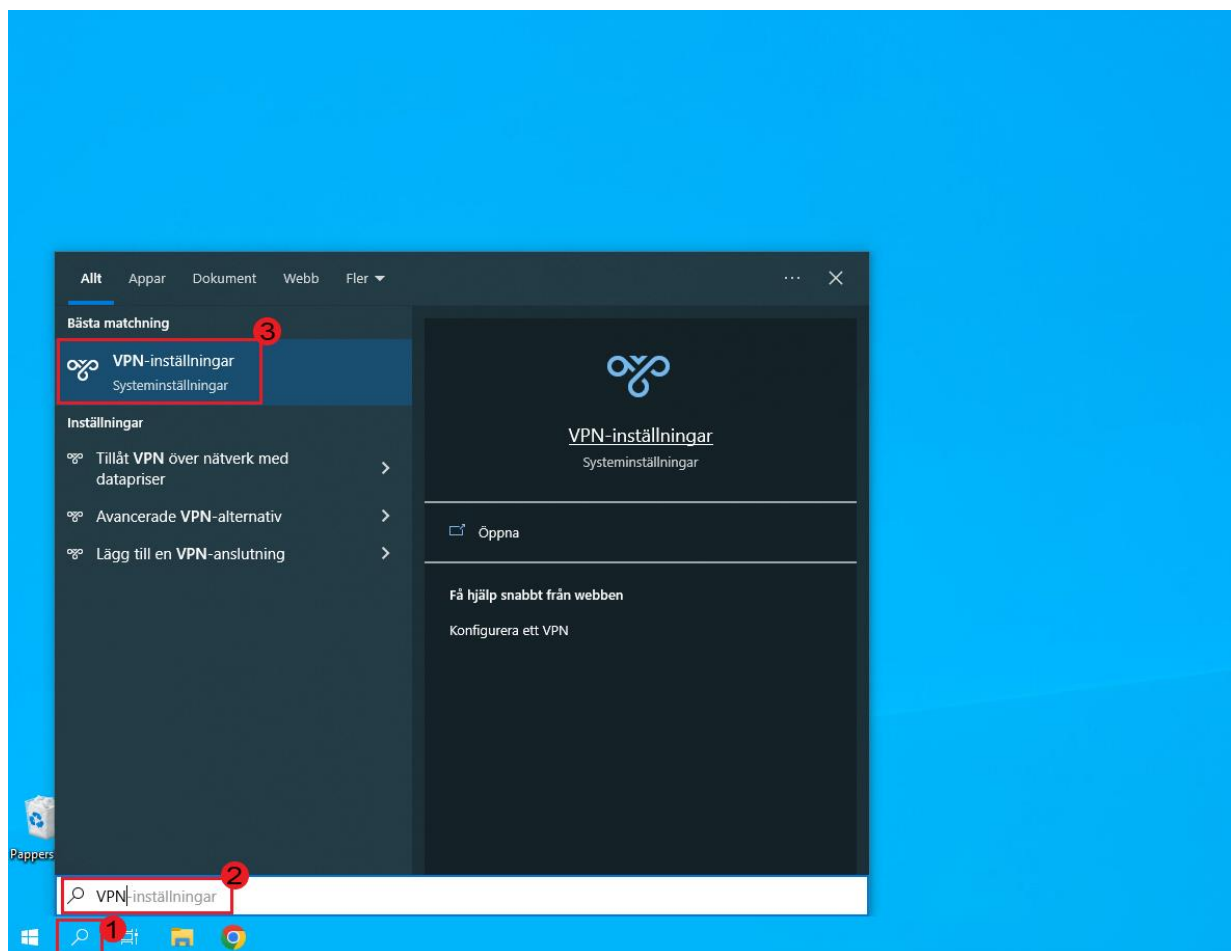 Allt Appar Dokument Webb Fler
Bästa matchning
3
VPN-inställningar
Systeminställningar
Inställningar
Tillåt VPN över nätverk med
datapriser
Avancerade VPN-alternativ
Lägg till en VPN-anslutning
VPN-inställningar
Systeminställningar
Öppna
Få hjälp snabbt från webben
Konfigurera ett VPN
Pappers
2
VPN-inställningar
1